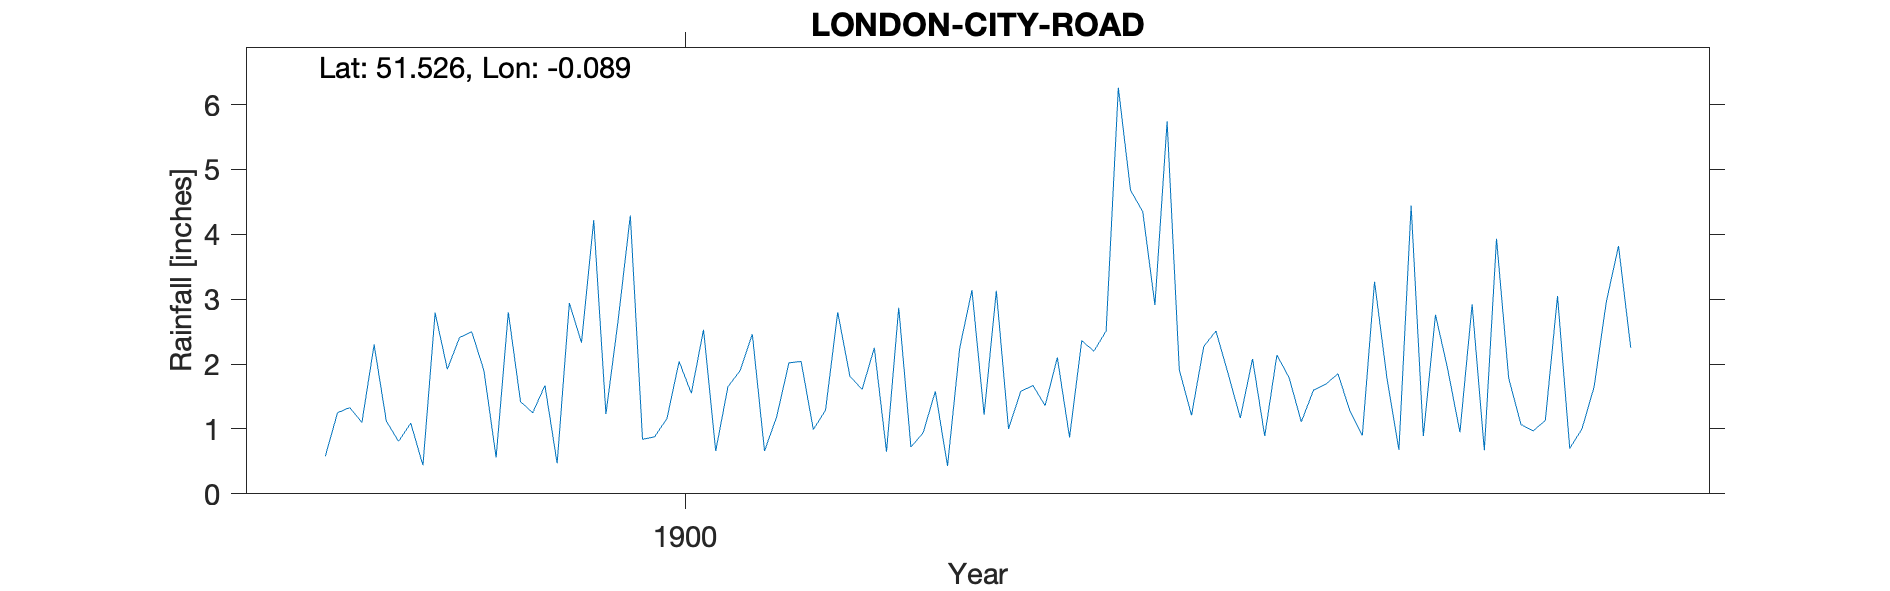 LONDON-CITY-ROAD
Lat: 51.526, Lon: -0.089
Rainfall [inches]
6
5
4
3
2
1
0
1900
Year